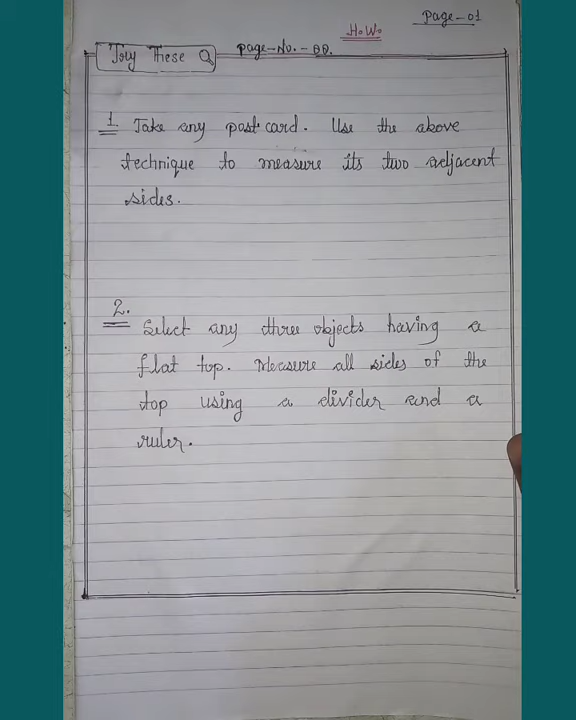 Page-01
H.W.
Try These Q page-No.-88.
1. Take any post card. Use the above
technique to measure its two adjacent
sides.
2.
Select any three objects having a
flat top. Measure all sides of the
top using a divider and a
ruler.